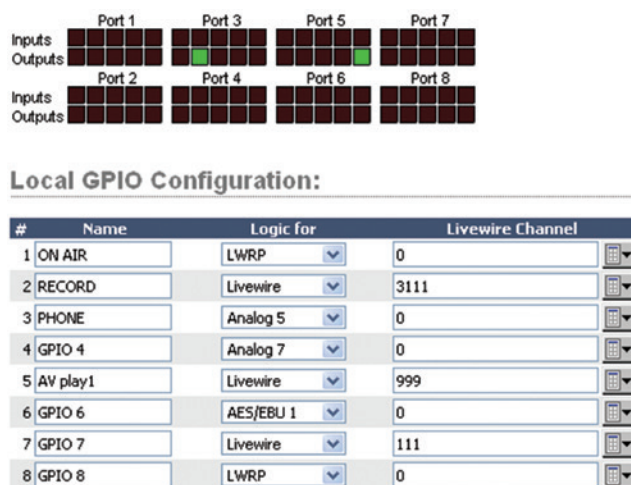 Port 1 Port 3 Port 5 Port 7
Inputs
Outputs
Port 2 Port 4 Port 6 Port 8
Inputs
Outputs
Local GPIO Configuration:
# Name Logic for Livewire Channel
1 ON AIR LWRP 0
2 RECORD Livewire 3111
3 PHONE Analog 5 0
4 GPIO 4 Analog 7 0
5 AV play1 Livewire 999
6 GPIO 6 AES/EBU 1 0
7 GPIO 7 Livewire 111
8 GPIO 8 LWRP 0